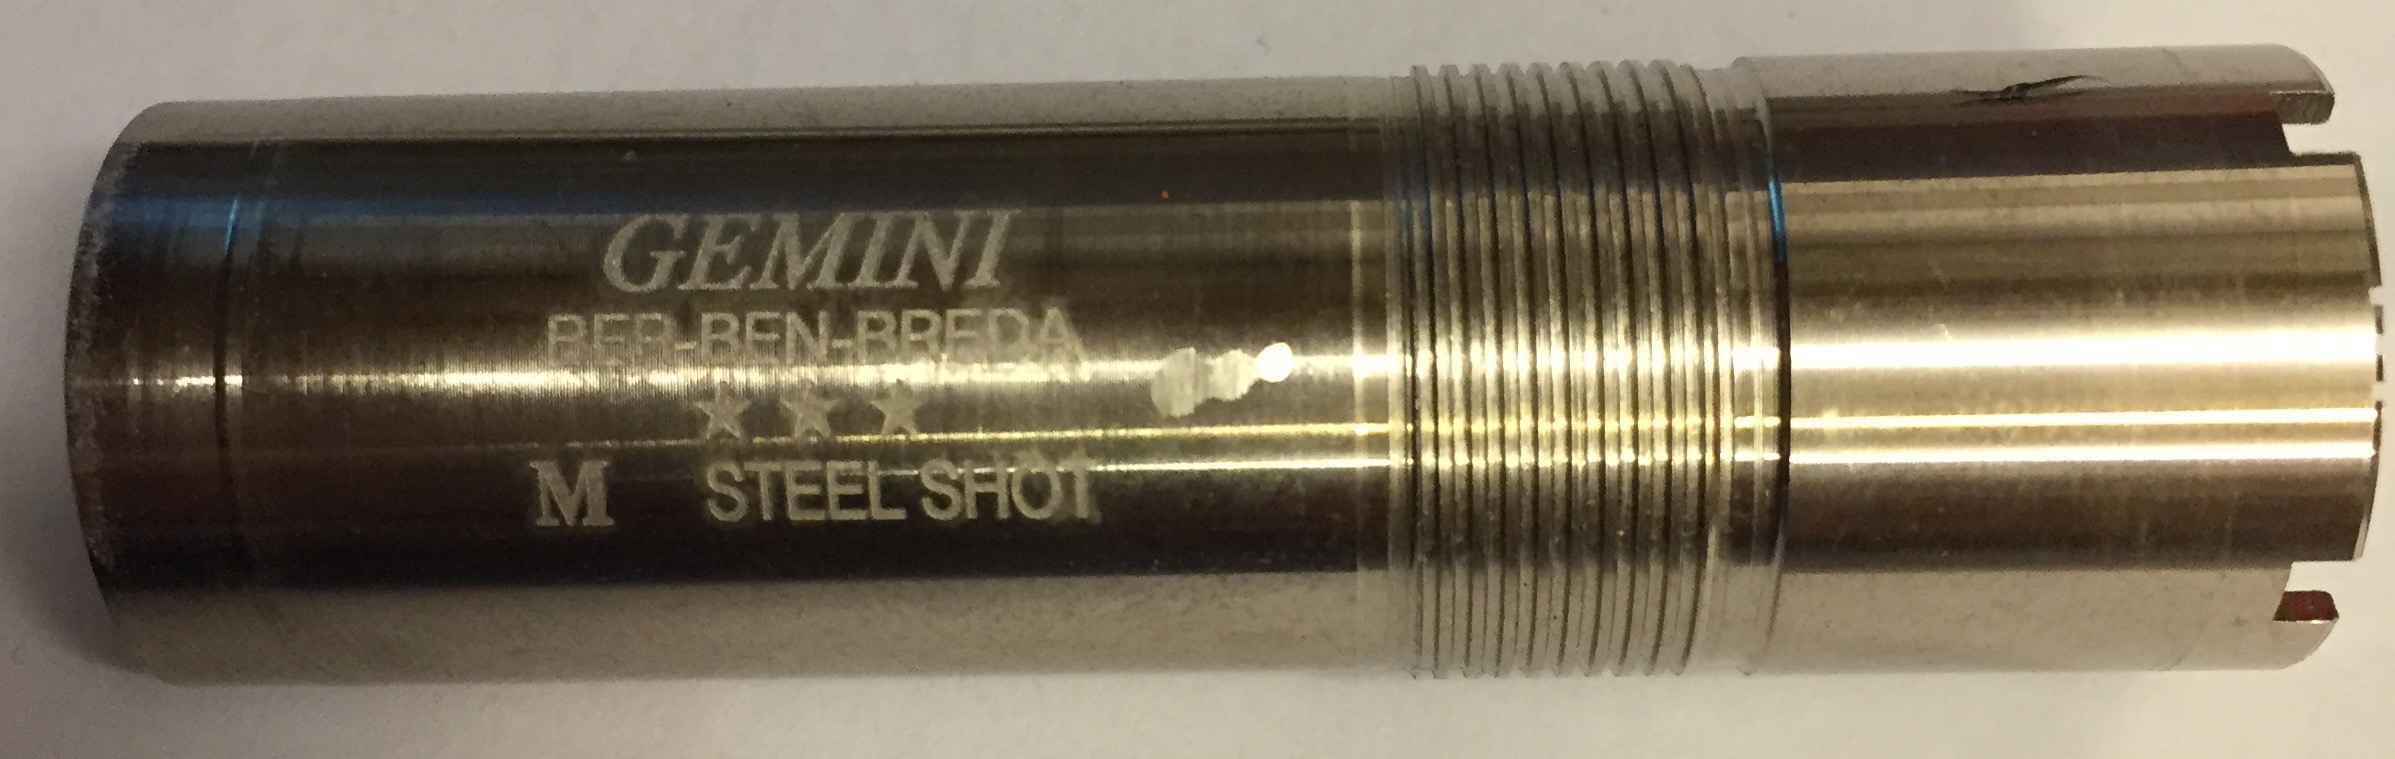 GEMINI
BER-BEN-BREDA
★ ★ ★
M STEEL SHOT